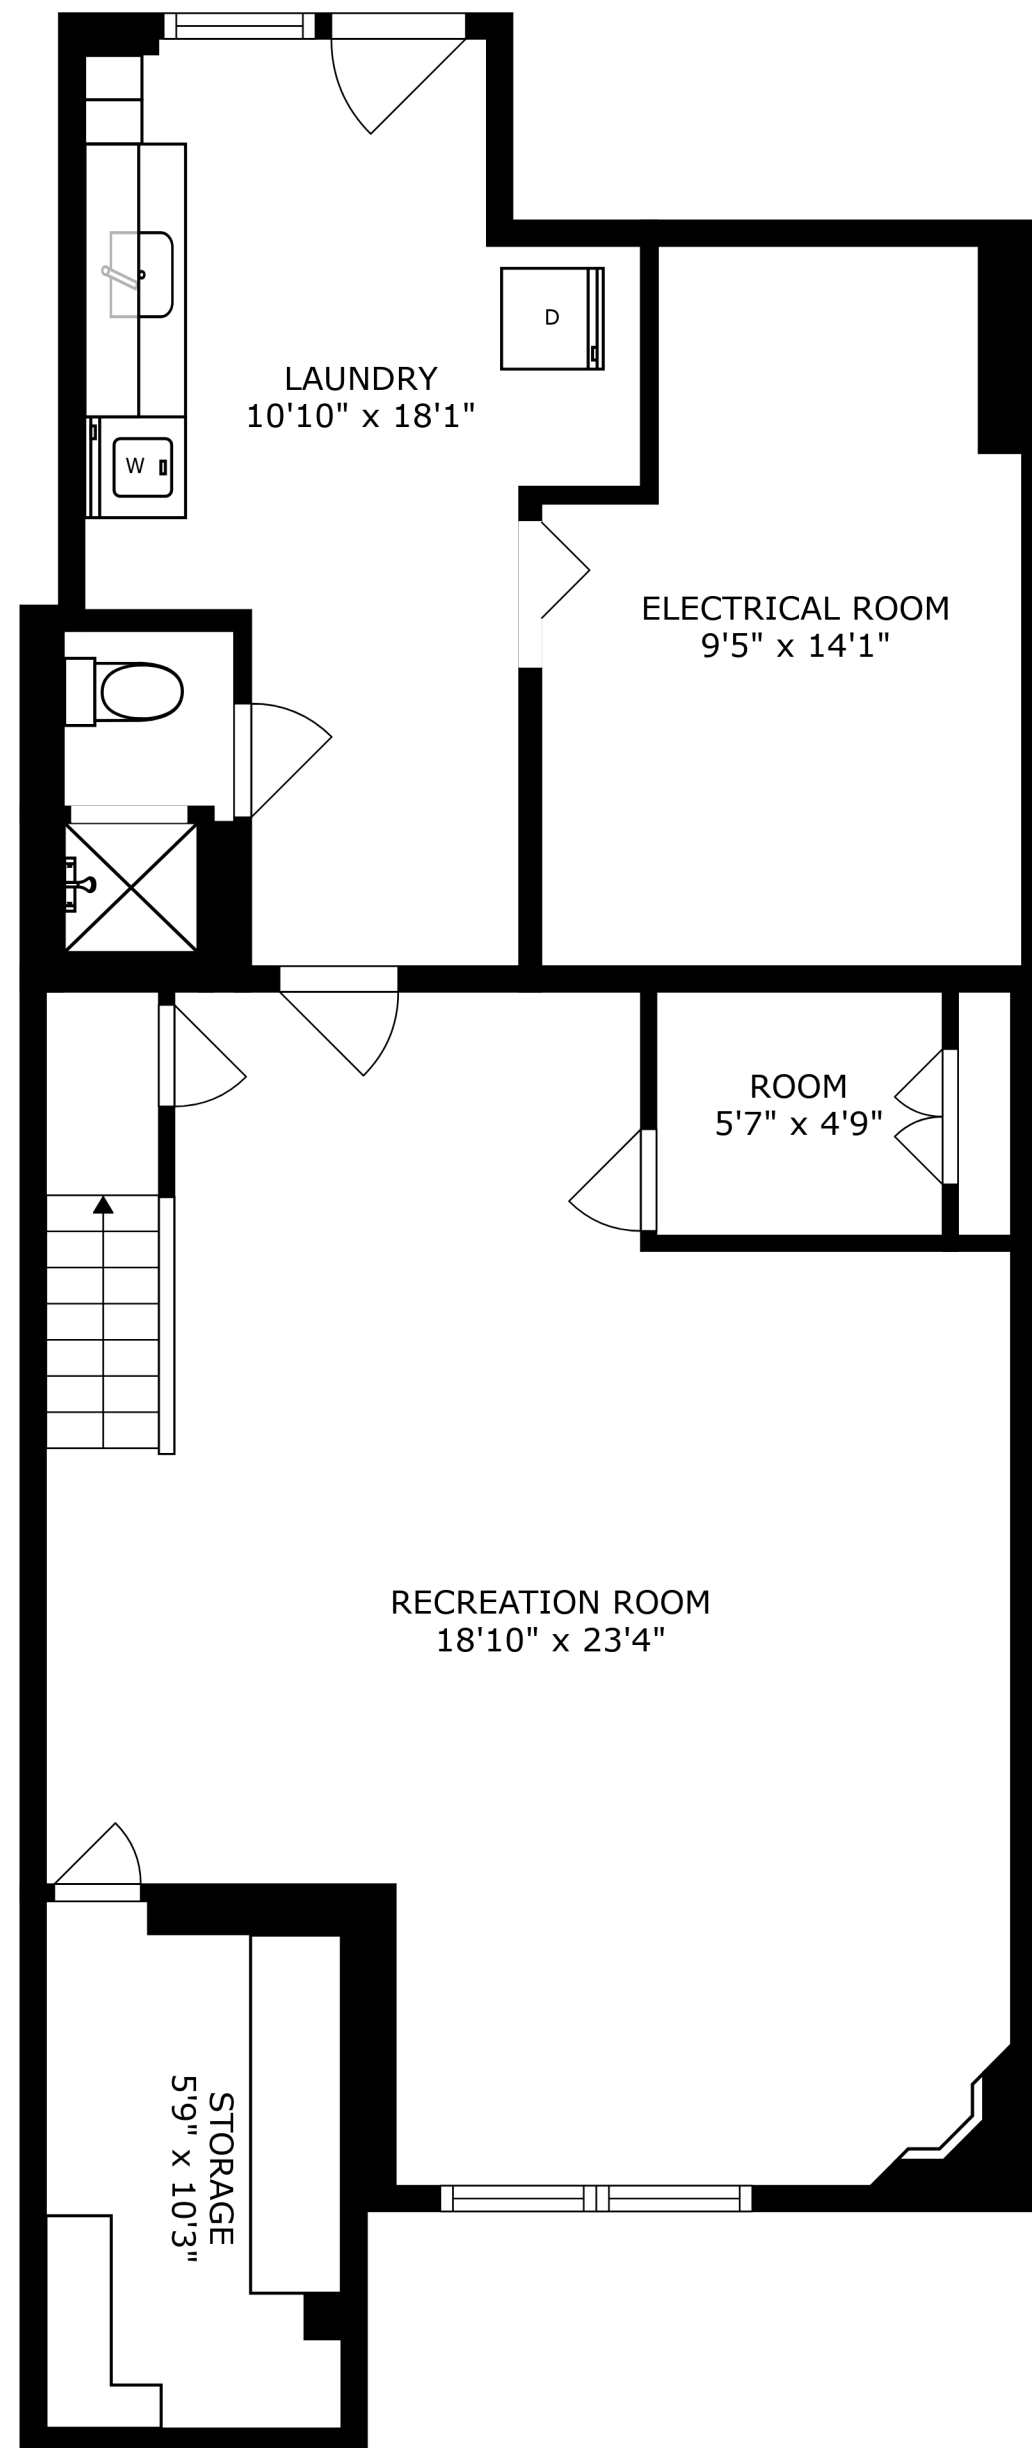 D
LAUNDRY
10'10" x 18'1"
W
ELECTRICAL ROOM
9'5" x 14'1"
ROOM
5'7" x 4'9"
RECREATION ROOM
18'10" x 23'4"
STORAGE
5'9" x 10'3"